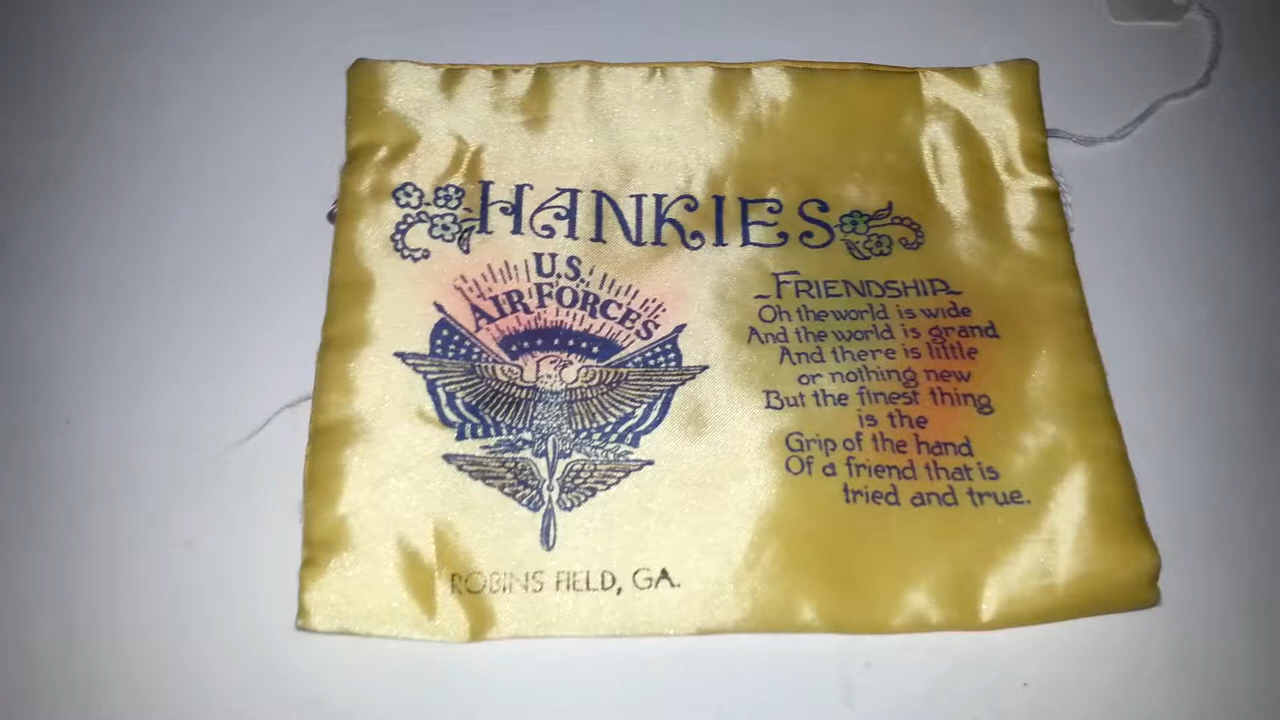 HANKIES
U.S.
AIR FORCES
ROBINS FIELD, GA.
~FRIENDSHIP~
Oh the world is wide
And the world is grand
And there is little
or nothing new
But the finest thing
is the
Grip of the hand
Of a friend that is
tried and true.